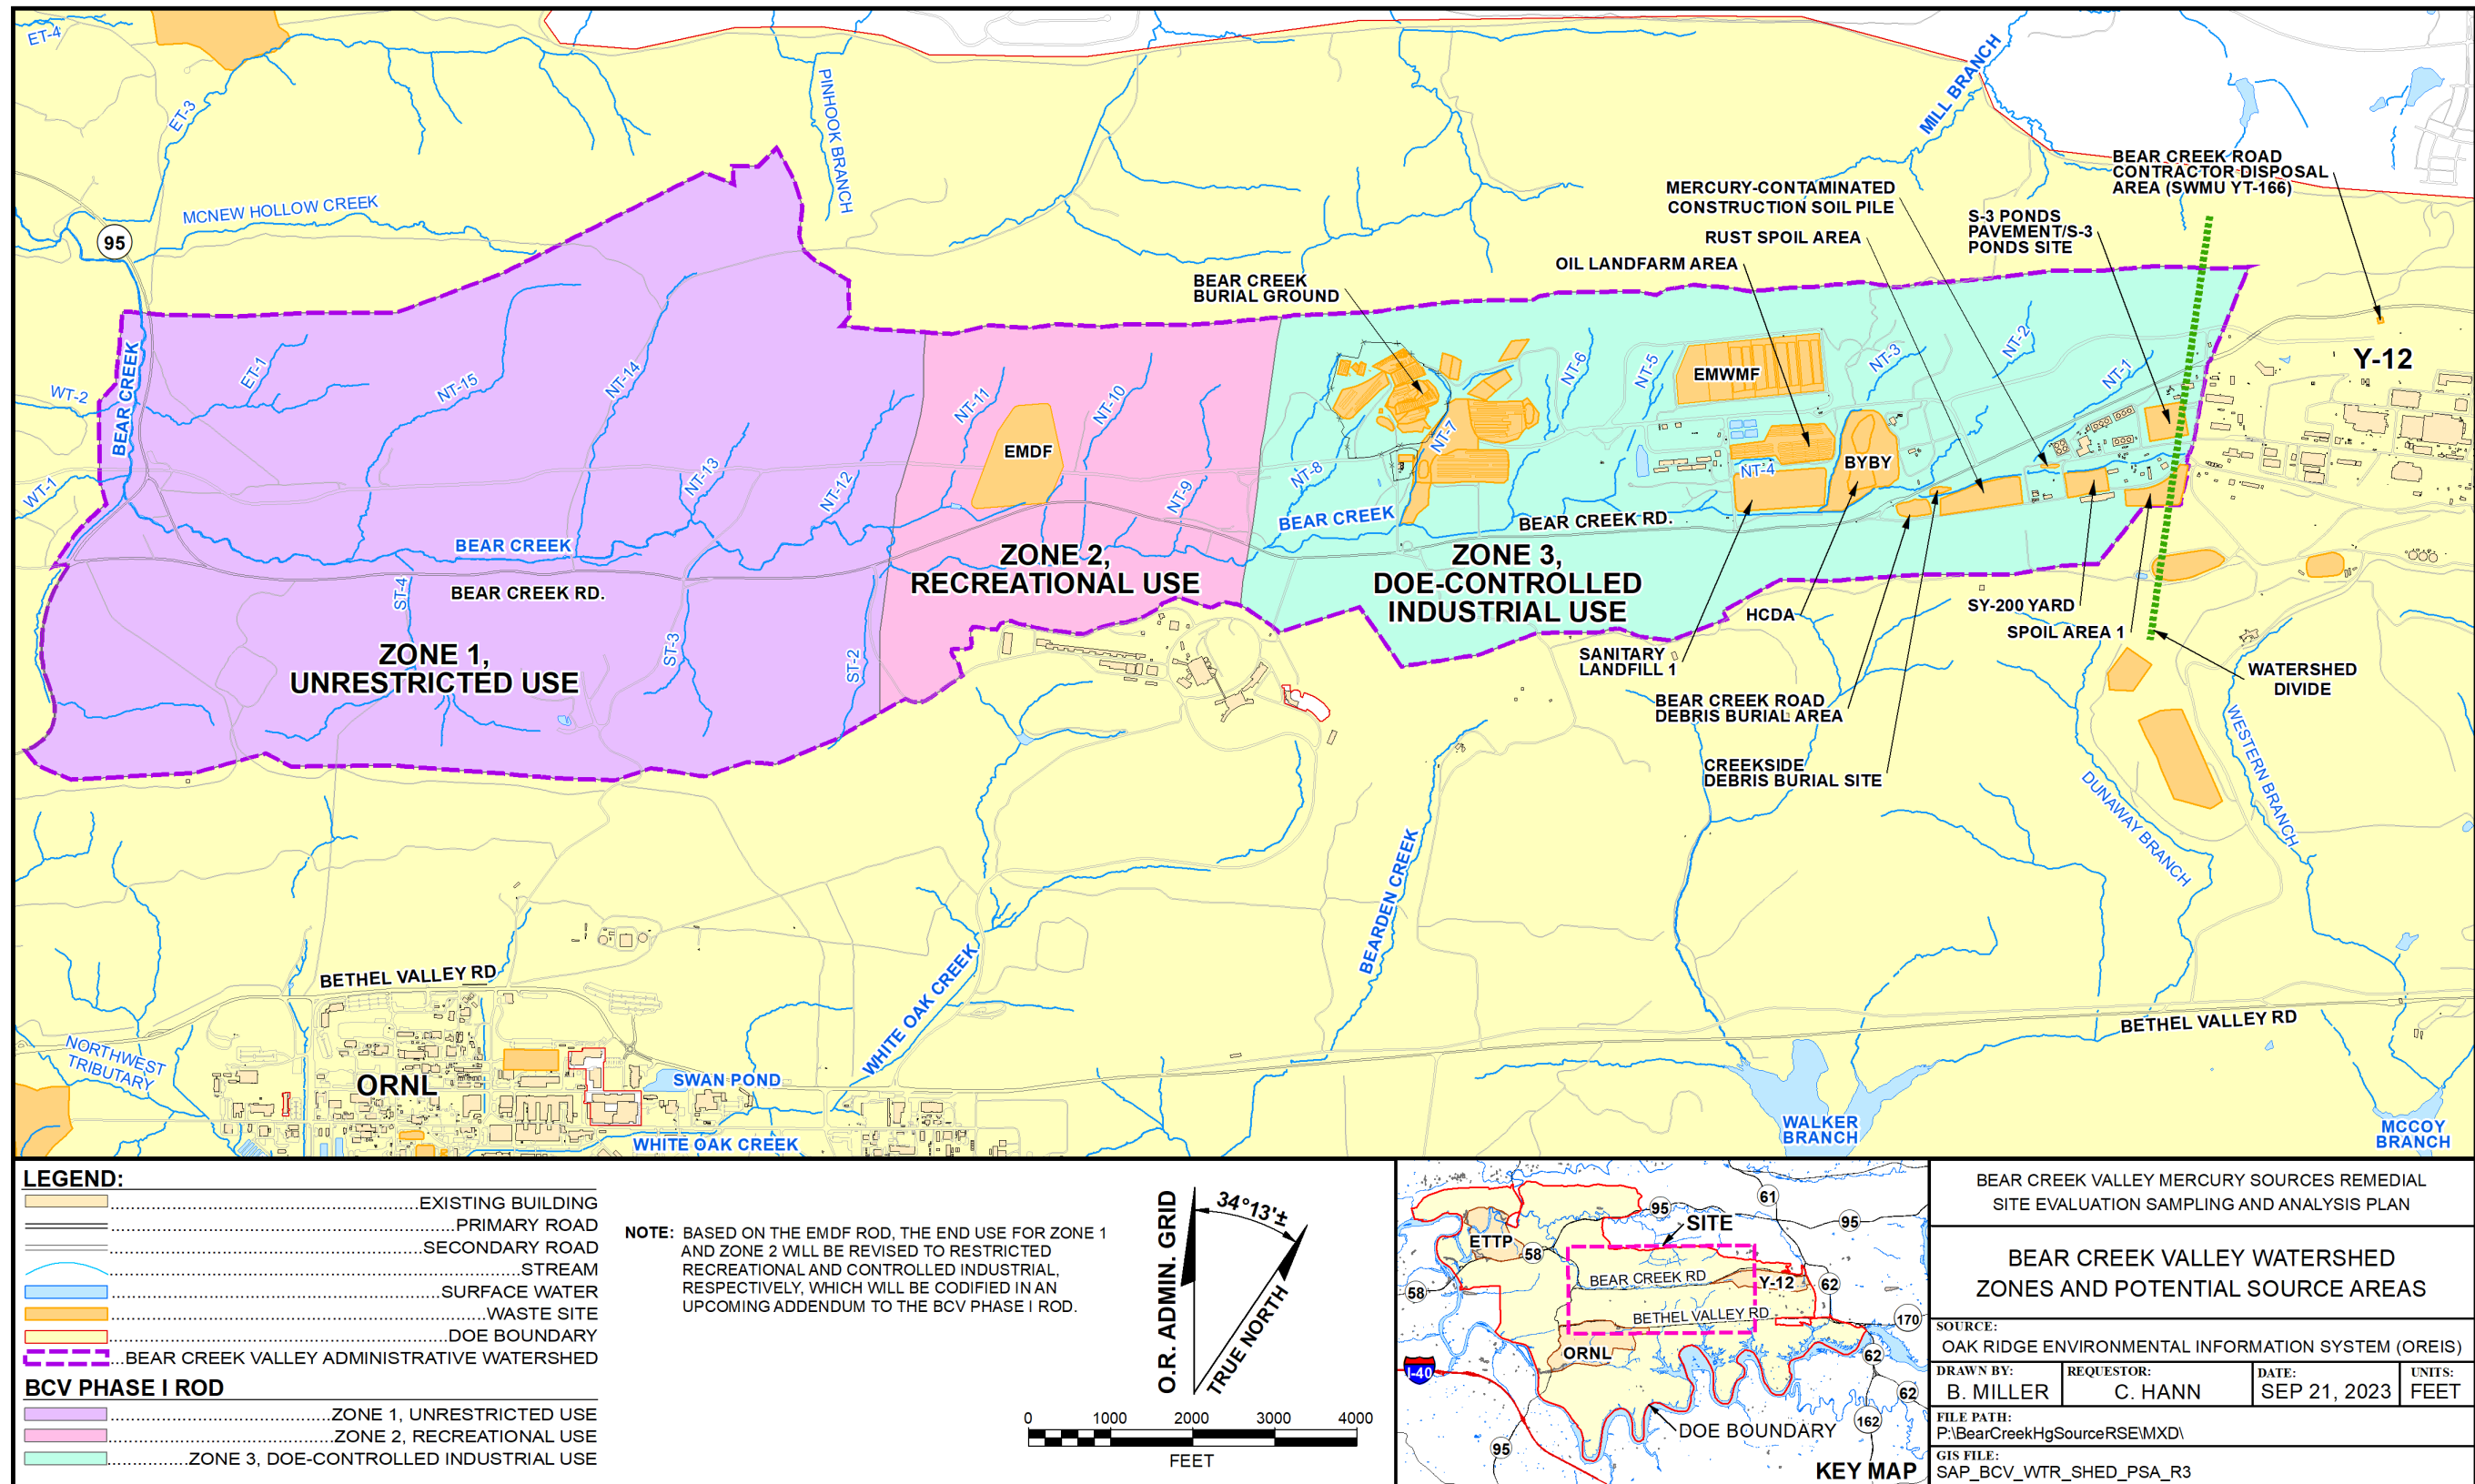 ET-4
ET-3
PINHOOK BRANCH
MILL BRANCH
MCNEW HOLLOW CREEK
95
BEAR CREEK ROAD
CONTRACTOR DISPOSAL
AREA (SWMU YT-166)
MERCURY-CONTAMINATED
CONSTRUCTION SOIL PILE
S-3 PONDS
PAVEMENT/S-3
PONDS SITE
RUST SPOIL AREA
OIL LANDFARM AREA
BEAR CREEK
BURIAL GROUND
Y-12
WT-2
BEAR CREEK
ET-1
NT-15
NT-14
NT-11
NT-10
NT-6
NT-5
EMWMF
NT-3
NT-2
NT-1
EMDF
NT-7
BYBY
WT-1
NT-13
NT-12
NT-9
NT-8
NT-4
BEAR CREEK
BEAR CREEK RD.
BEAR CREEK
ST-4
BEAR CREEK RD.
ZONE 2,
RECREATIONAL USE
ZONE 3,
DOE-CONTROLLED
INDUSTRIAL USE
HCDA
SY-200 YARD
SPOIL AREA 1
ZONE 1,
UNRESTRICTED USE
ST-3
ST-2
SANITARY
LANDFILL 1
WATERSHED
DIVIDE
BEAR CREEK ROAD
DEBRIS BURIAL AREA
CREEKSIDE
DEBRIS BURIAL SITE
WESTERN BRANCH
DUNAWAY BRANCH
BEARDEN CREEK
BETHEL VALLEY RD
WHITE OAK CREEK
BETHEL VALLEY RD
NORTHWEST
TRIBUTARY
ORNL
SWAN POND
WHITE OAK CREEK
WALKER
BRANCH
MCCOY
BRANCH
LEGEND:
EXISTING BUILDING
PRIMARY ROAD
SECONDARY ROAD
STREAM
SURFACE WATER
WASTE SITE
DOE BOUNDARY
BEAR CREEK VALLEY ADMINISTRATIVE WATERSHED
BCV PHASE I ROD
ZONE 1, UNRESTRICTED USE
ZONE 2, RECREATIONAL USE
ZONE 3, DOE-CONTROLLED INDUSTRIAL USE
NOTE: BASED ON THE EMDF ROD, THE END USE FOR ZONE 1
AND ZONE 2 WILL BE REVISED TO RESTRICTED
RECREATIONAL AND CONTROLLED INDUSTRIAL,
RESPECTIVELY, WHICH WILL BE CODIFIED IN AN
UPCOMING ADDENDUM TO THE BCV PHASE I ROD.
O.R. ADMIN. GRID
34°13'±
TRUE NORTH
0 1000 2000 3000 4000
FEET
61
95
SITE
95
ETTP
58
BEAR CREEK RD
Y-12
62
58
BETHEL VALLEY RD
170
ORNL
62
I-40
62
162
DOE BOUNDARY
95
KEY MAP
BEAR CREEK VALLEY MERCURY SOURCES REMEDIAL
SITE EVALUATION SAMPLING AND ANALYSIS PLAN
BEAR CREEK VALLEY WATERSHED
ZONES AND POTENTIAL SOURCE AREAS
SOURCE:
OAK RIDGE ENVIRONMENTAL INFORMATION SYSTEM (OREIS)
DRAWN BY: REQUESTOR: DATE: UNITS:
B. MILLER C. HANN SEP 21, 2023 FEET
FILE PATH:
P:\BearCreekHgSourceRSE\MXD\
GIS FILE:
SAP_BCV_WTR_SHED_PSA_R3